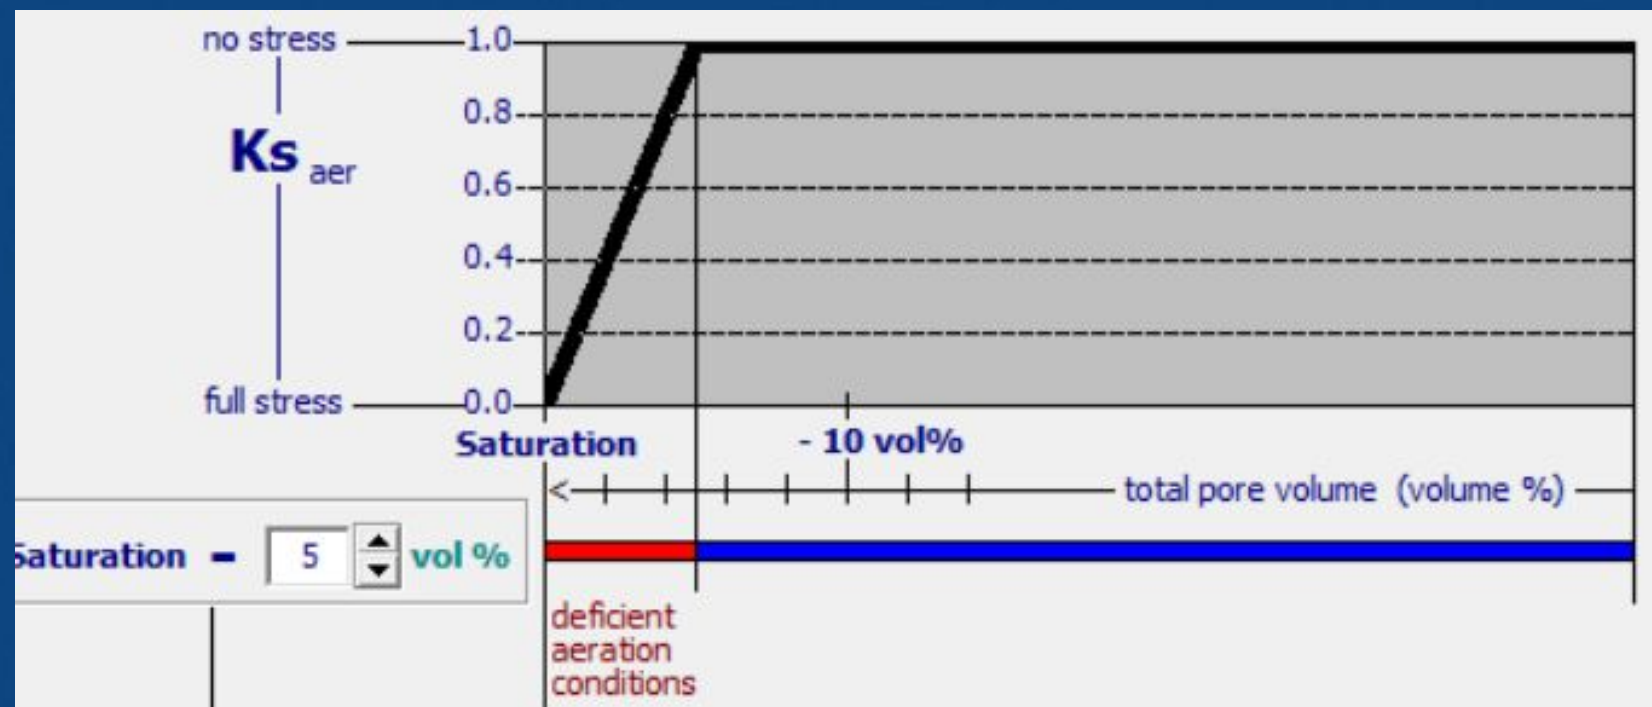 no stress
1.0
0.8
Ks aer
0.6
0.4
0.2
full stress
0.0
Saturation
- 10 vol%
< total pore volume (volume %)
Saturation - 5 vol %
deficient
aeration
conditions